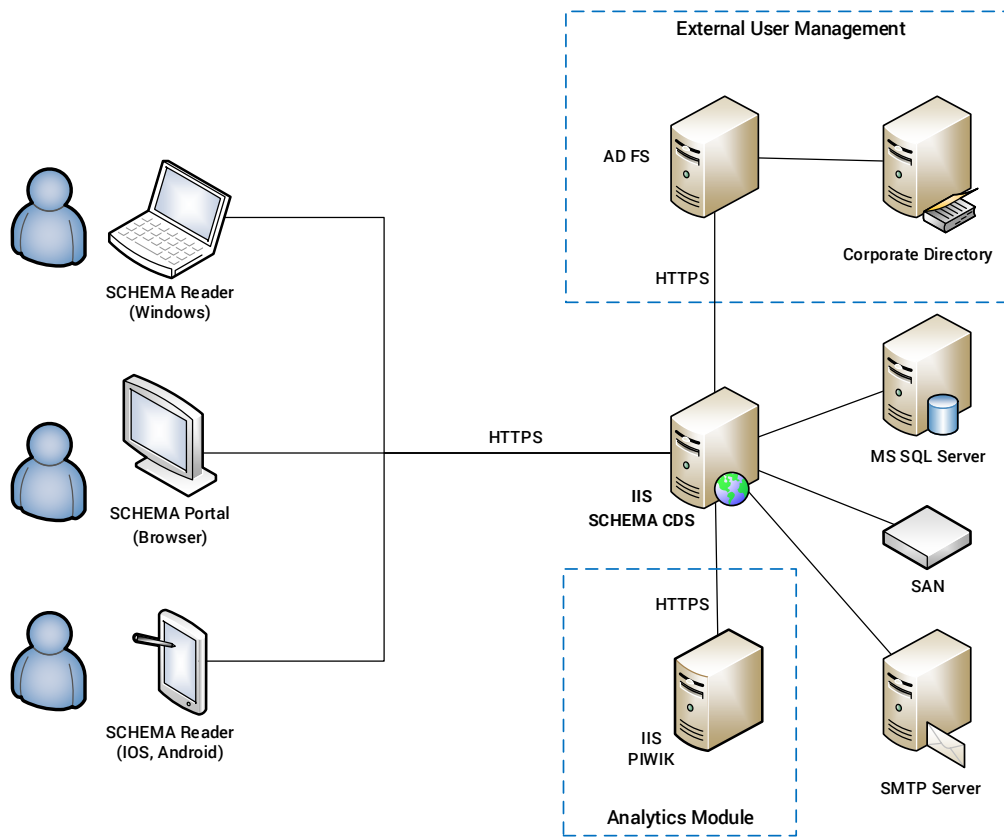 External User Management
AD FS
Corporate Directory
HTTPS
SCHEMA Reader
(Windows)
SCHEMA Portal
(Browser)
SCHEMA Reader
(IOS, Android)
HTTPS
IIS
SCHEMA CDS
MS SQL Server
SAN
SMTP Server
HTTPS
IIS
PIWIK
Analytics Module